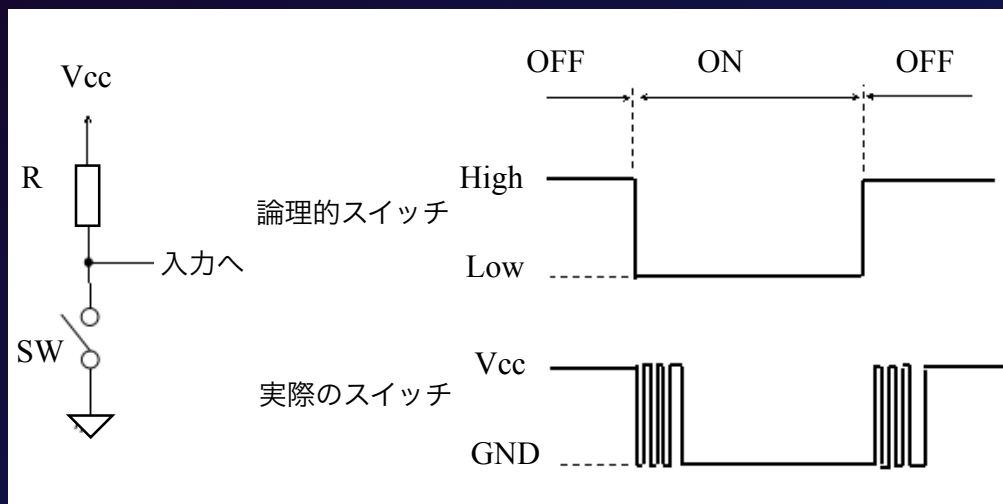 OFF ON OFF
Vcc
R
High
論理的スイッチ
入力へ
Low
SW
Vcc
実際のスイッチ
GND